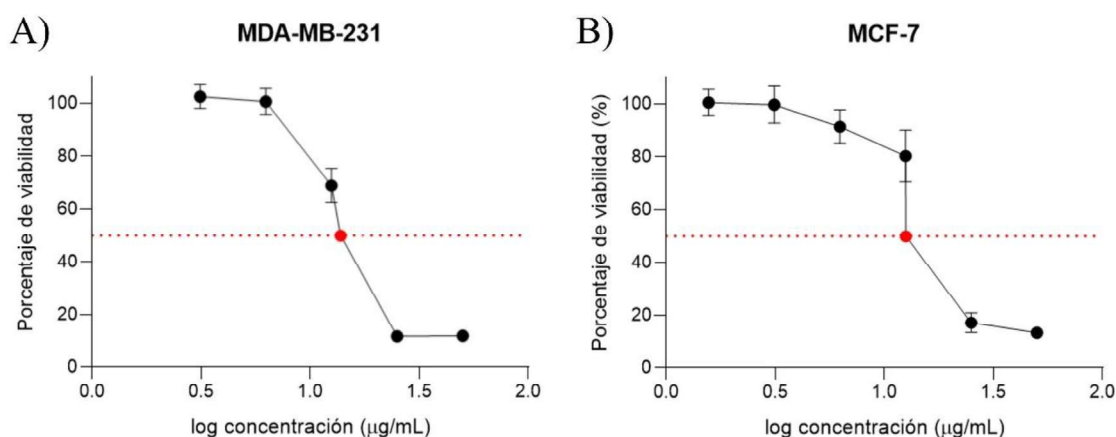 A)
MDA-MB-231
Porcentaje de viabilidad
100
80
60
40
20
0
0.0 0.5 1.0 1.5 2.0
log concentración (µg/mL)
B)
MCF-7
Porcentaje de viabilidad (%)
100
80
60
40
20
0
0.0 0.5 1.0 1.5 2.0
log concentración (µg/mL)